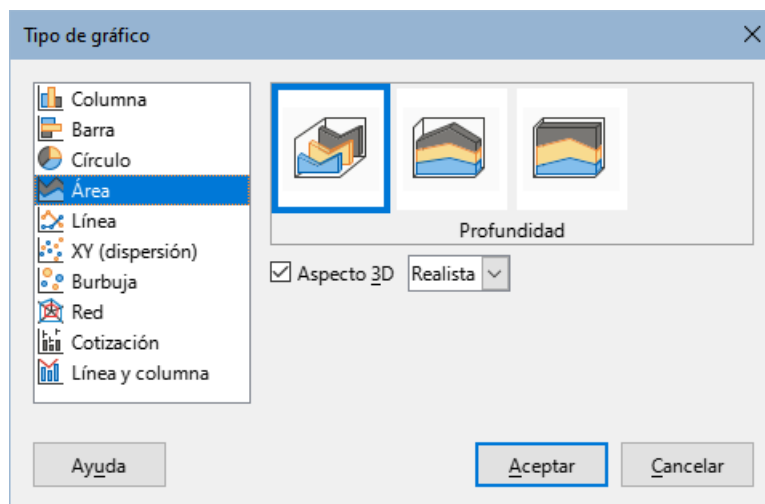 Tipo de gráfico
Columna
Barra
Círculo
Área
Línea
XY (dispersión)
Burbuja
Red
Cotización
Línea y columna
Profundidad
Aspecto 3D
Realista
Ayuda
Aceptar
Cancelar